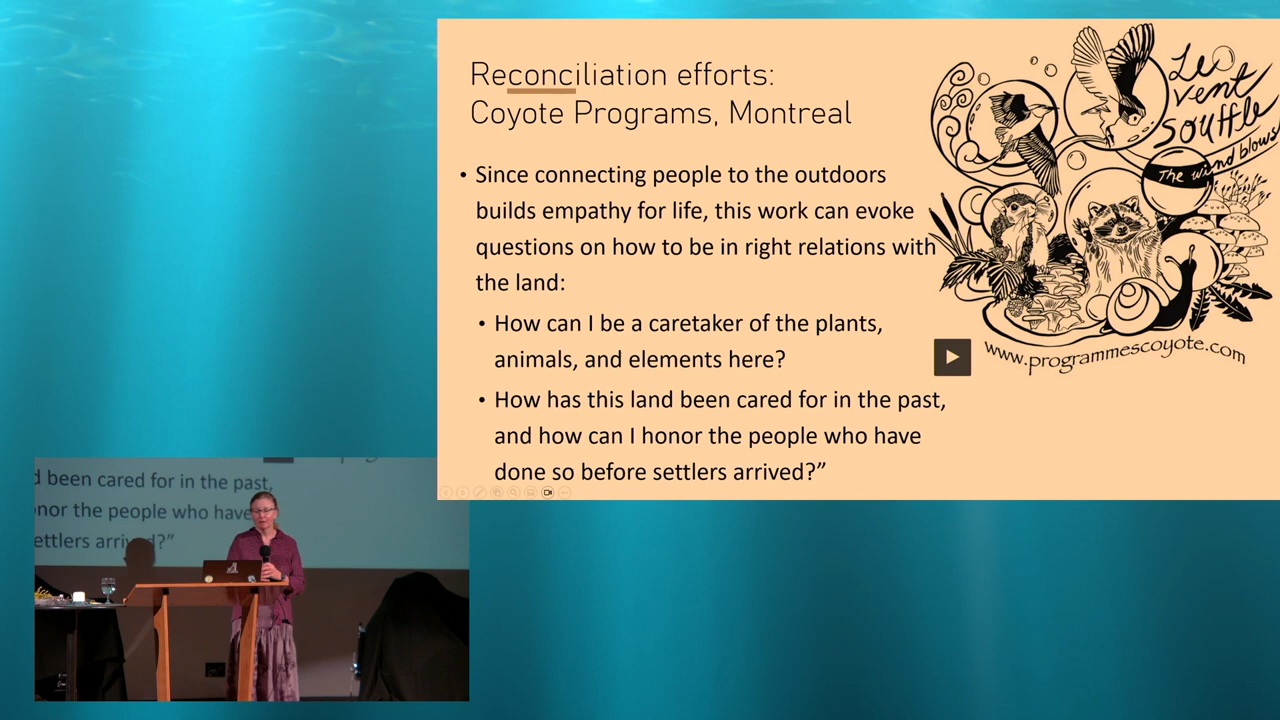 Reconciliation efforts:
Coyote Programs, Montreal
• Since connecting people to the outdoors
builds empathy for life, this work can evoke
questions on how to be in right relations with
the land:
• How can I be a caretaker of the plants,
animals, and elements here?
• How has this land been cared for in the past,
and how can I honor the people who have
done so before settlers arrived?”
Le
vent
souffle
The wind blows
www.programmescoyote.com
d been cared for in the past,
onor the people who have
settlers arrived?”